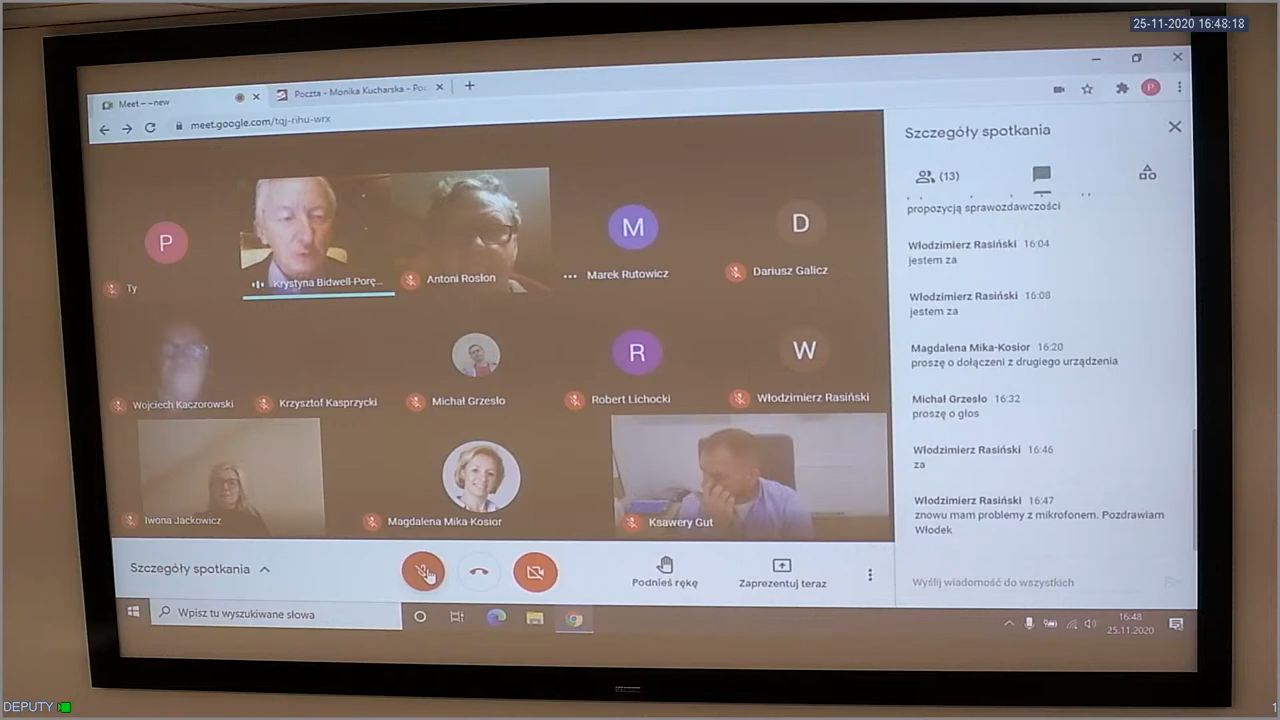 25-11-2020 16:48:18
Meet – –new
Poczta - Monika Kucharska - Poc
meet.google.com/tqj-rihu-wrx
P
Szczegóły spotkania
(13)
propozycją sprawozdawczości
Włodzimierz Rasiński 16:04
jestem za
Włodzimierz Rasiński 16:08
jestem za
Magdalena Mika-Kosior 16:20
proszę o dołączeni z drugiego urządzenia
Michał Grzesło 16:32
proszę o głos
Włodzimierz Rasiński 16:46
za
Włodzimierz Rasiński 16:47
znowu mam problemy z mikrofonem. Pozdrawiam
Włodek
Wyślij wiadomość do wszystkich
P
M
D
Ty
Krystyna Bidwell-Porę...
Antoni Rosłon
Marek Rutowicz
Dariusz Galicz
R
W
Wojciech Kaczorowski
Krzysztof Kasprzycki
Michał Grzesło
Robert Lichocki
Włodzimierz Rasiński
Iwona Jackowicz
Magdalena Mika-Kosior
Ksawery Gut
Szczegóły spotkania
Podnieś rękę
Zaprezentuj teraz
Wpisz tu wyszukiwane słowa
16:48
25.11.2020
DEPUTY
1